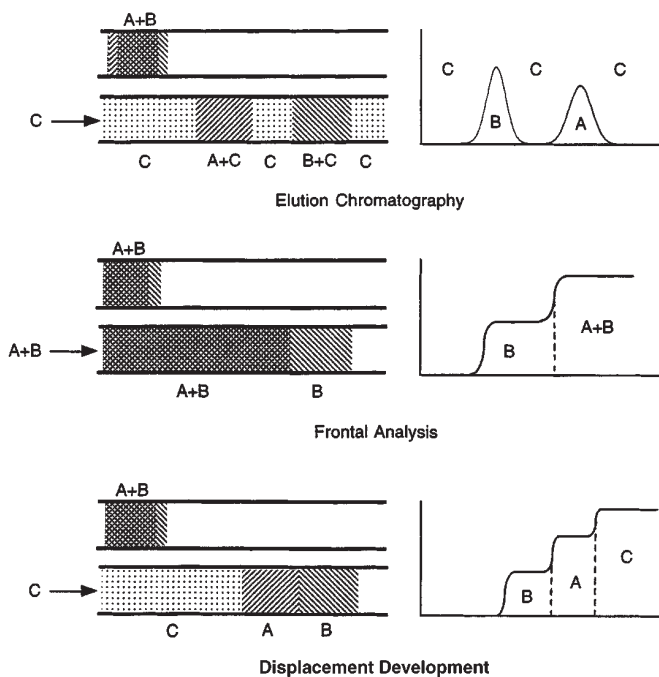 A+B
C B C A C
C
C A+C C B+C C
Elution Chromatography
A+B
A+B
B A+B
A+B B
Frontal Analysis
A+B
C
B A C
C A B
Displacement Development